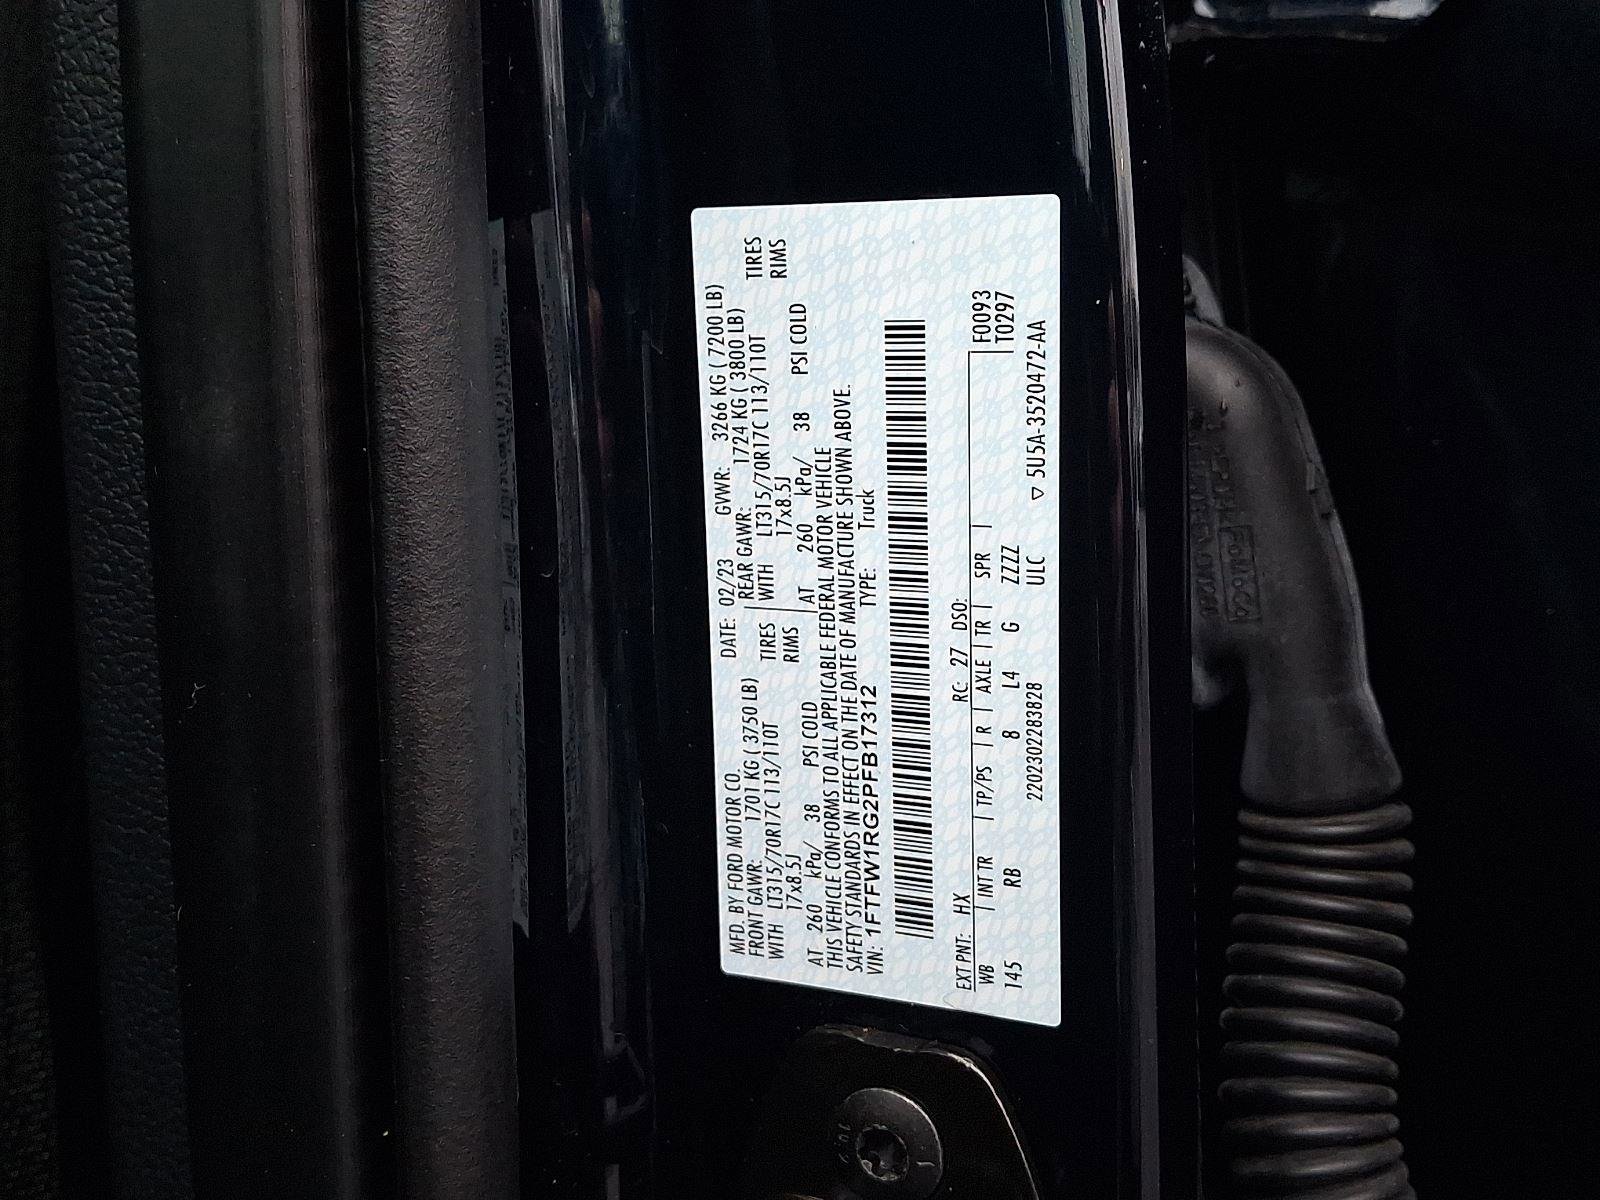 MFD. BY FORD MOTOR CO. DATE: 02/23 GVWR: 3266 KG ( 7200 LB)
FRONT GAWR: 1701 KG ( 3750 LB) REAR GAWR: 1724 KG ( 3800 LB)
WITH LT315/70R17C 113/110T TIRES WITH LT315/70R17C 113/110T TIRES
17x8.5J RIMS 17x8.5J RIMS
AT 260 kPa/ 38 PSI COLD AT 260 kPa/ 38 PSI COLD
THIS VEHICLE CONFORMS TO ALL APPLICABLE FEDERAL MOTOR VEHICLE
SAFETY STANDARDS IN EFFECT ON THE DATE OF MANUFACTURE SHOWN ABOVE.
VIN: 1FTFW1RG2PFB17312 TYPE: Truck
EXT PNT: HX RC: 27 DSO: F0093
WB INT TR TP/PS R AXLE TR SPR T0297
145 RB 8 L4 G ZZZZ
2202302283828 ULC ▽ 5U5A-3520472-AA
FoMoCo
10.9